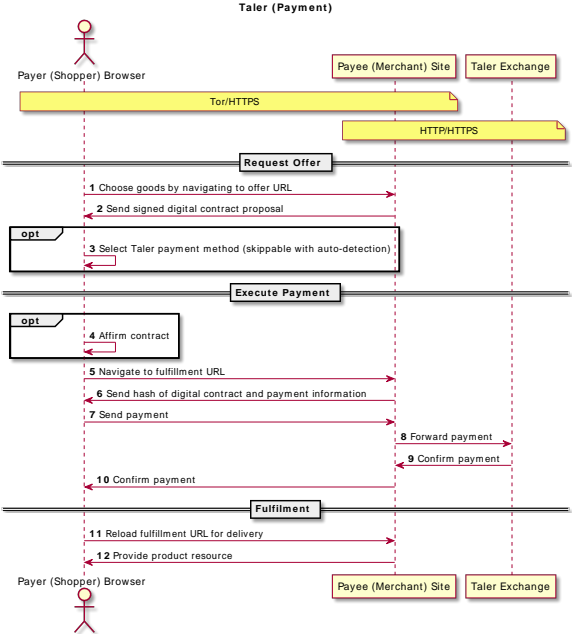 Taler (Payment)
Payer (Shopper) Browser
Payee (Merchant) Site
Taler Exchange
Tor/HTTPS
HTTP/HTTPS
Request Offer
1 Choose goods by navigating to offer URL
2 Send signed digital contract proposal
opt
3 Select Taler payment method (skippable with auto-detection)
Execute Payment
opt
4 Affirm contract
5 Navigate to fulfillment URL
6 Send hash of digital contract and payment information
7 Send payment
8 Forward payment
9 Confirm payment
10 Confirm payment
Fulfilment
11 Reload fulfillment URL for delivery
12 Provide product resource
Payer (Shopper) Browser
Payee (Merchant) Site
Taler Exchange